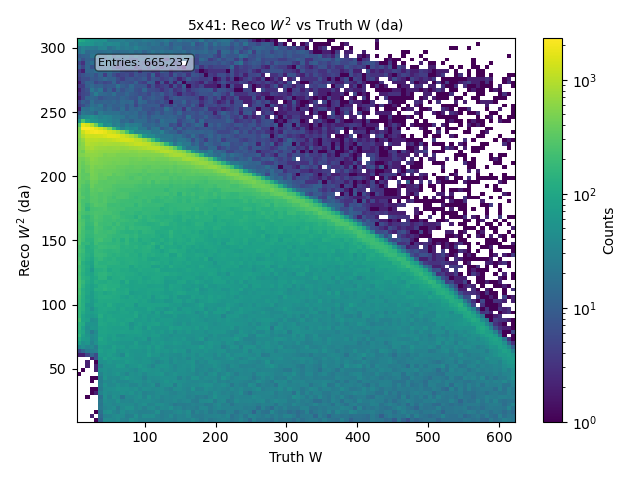 5x41: Reco W² vs Truth W (da)
Entries: 665,237
Reco W² (da)
300
250
200
150
100
50
100 200 300 400 500 600
Truth W
10³
10²
10¹
10⁰
Counts